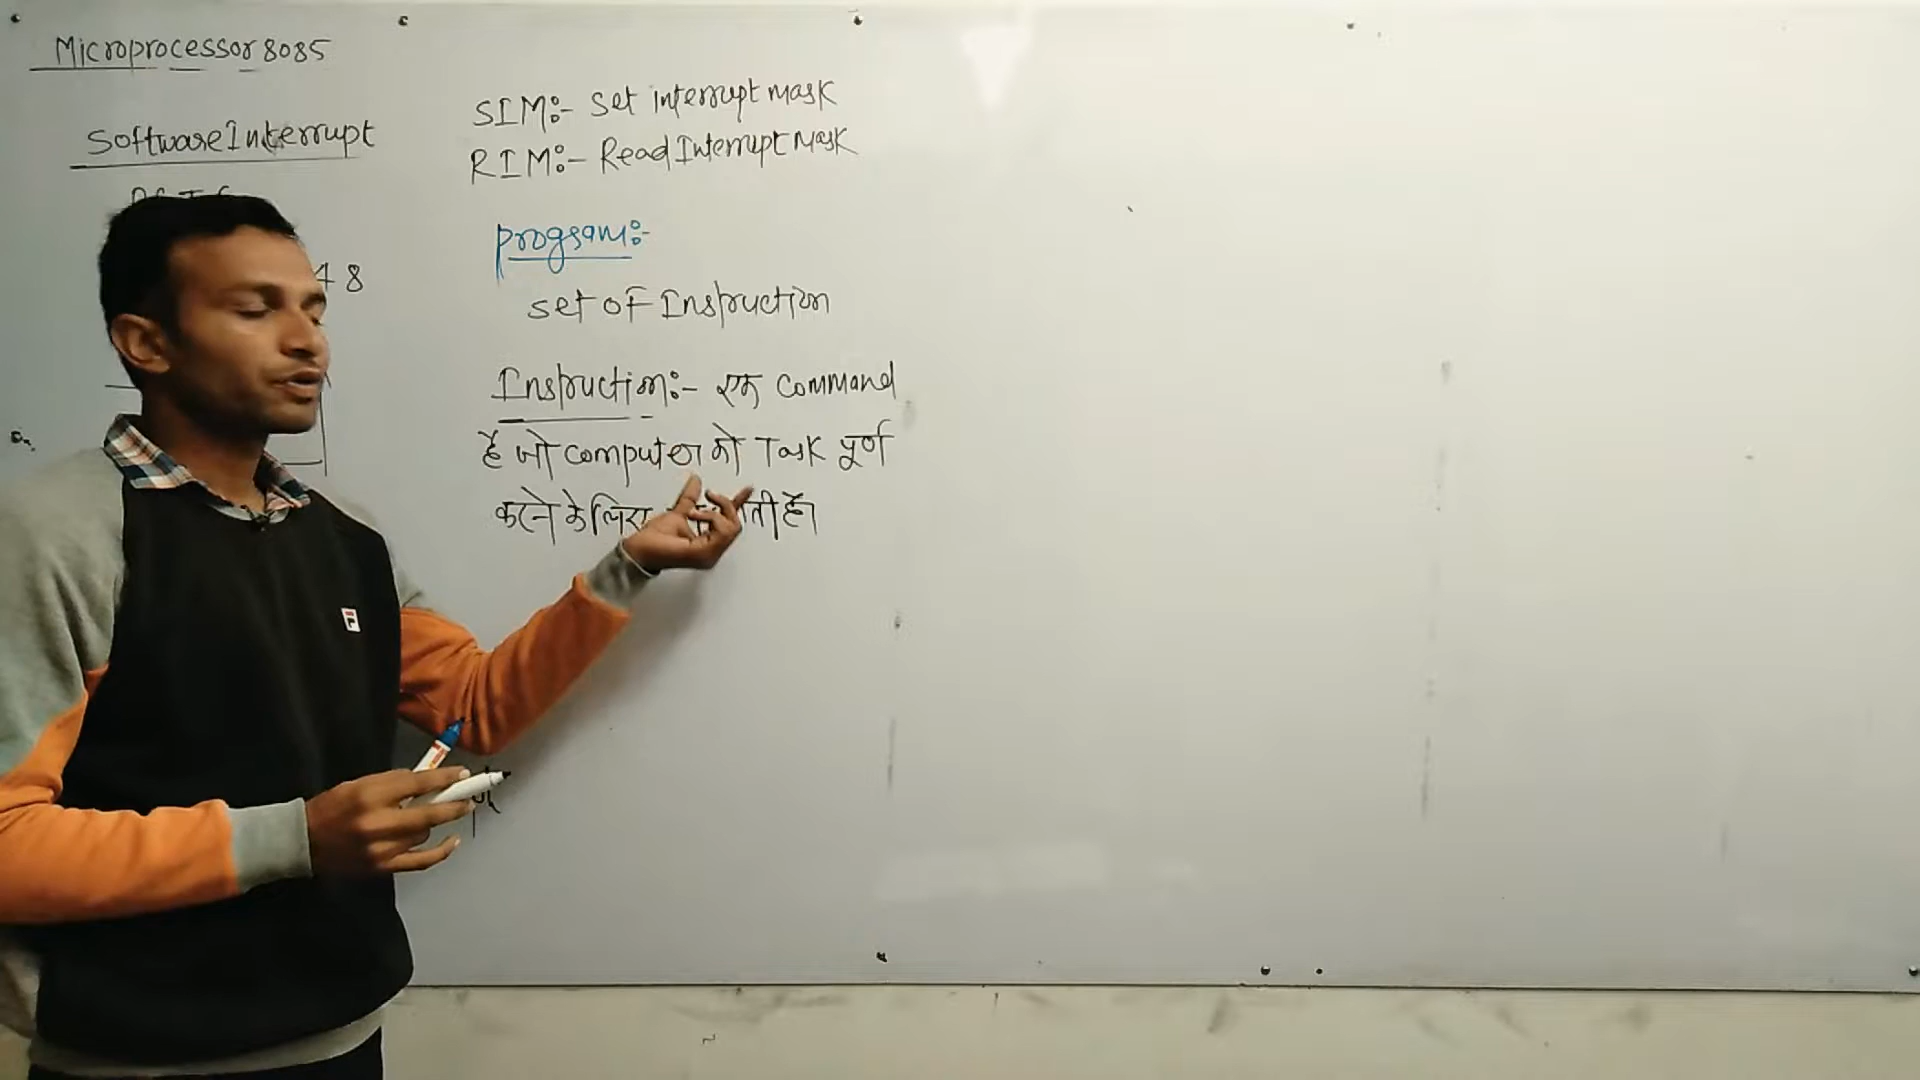 Microprocessor 8085
Software Interrupt
48
SIM:- Set interrupt mask
RIM:- Read Interrupt Mask
Program:-
Set of Instruction
Instruction:- एक command
है जो computer को Task पूर्ण
करने के लिए है।
F